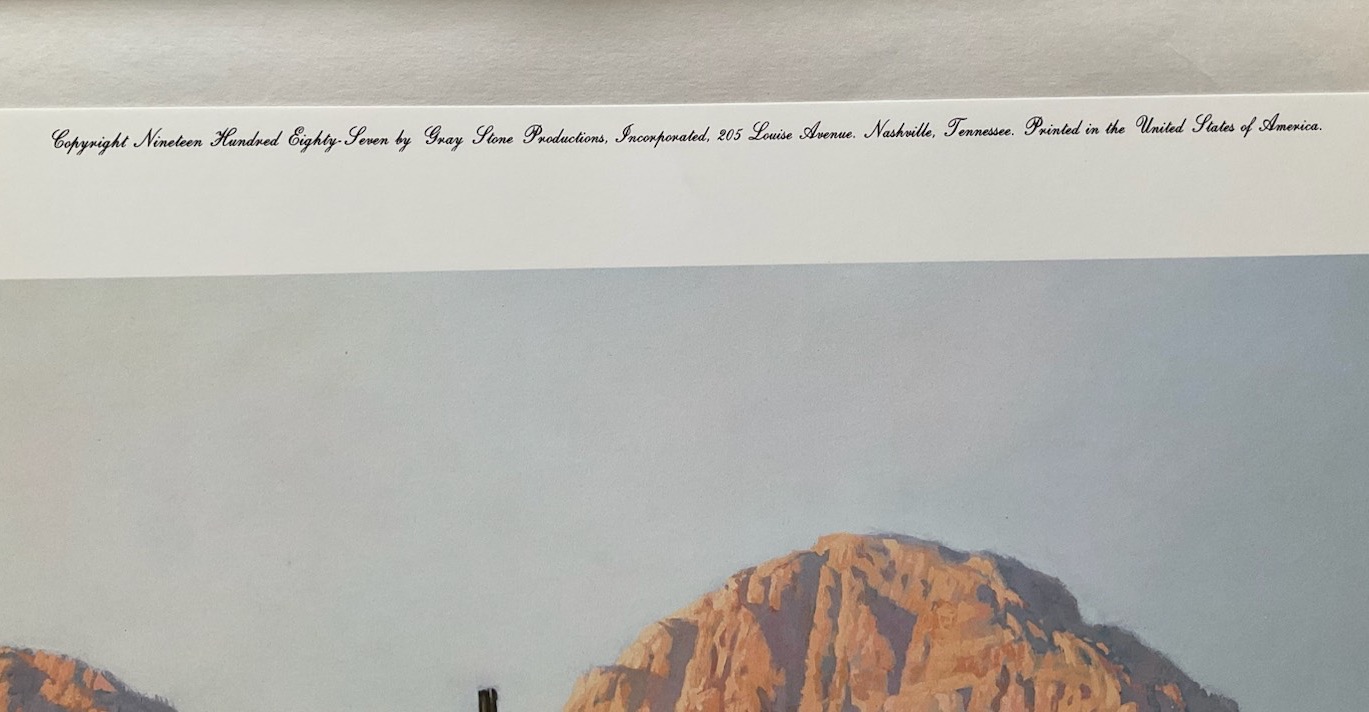 Copyright Nineteen Hundred Eighty-Seven by Gray Stone Productions, Incorporated, 205 Louise Avenue. Nashville, Tennessee. Printed in the United States of America.